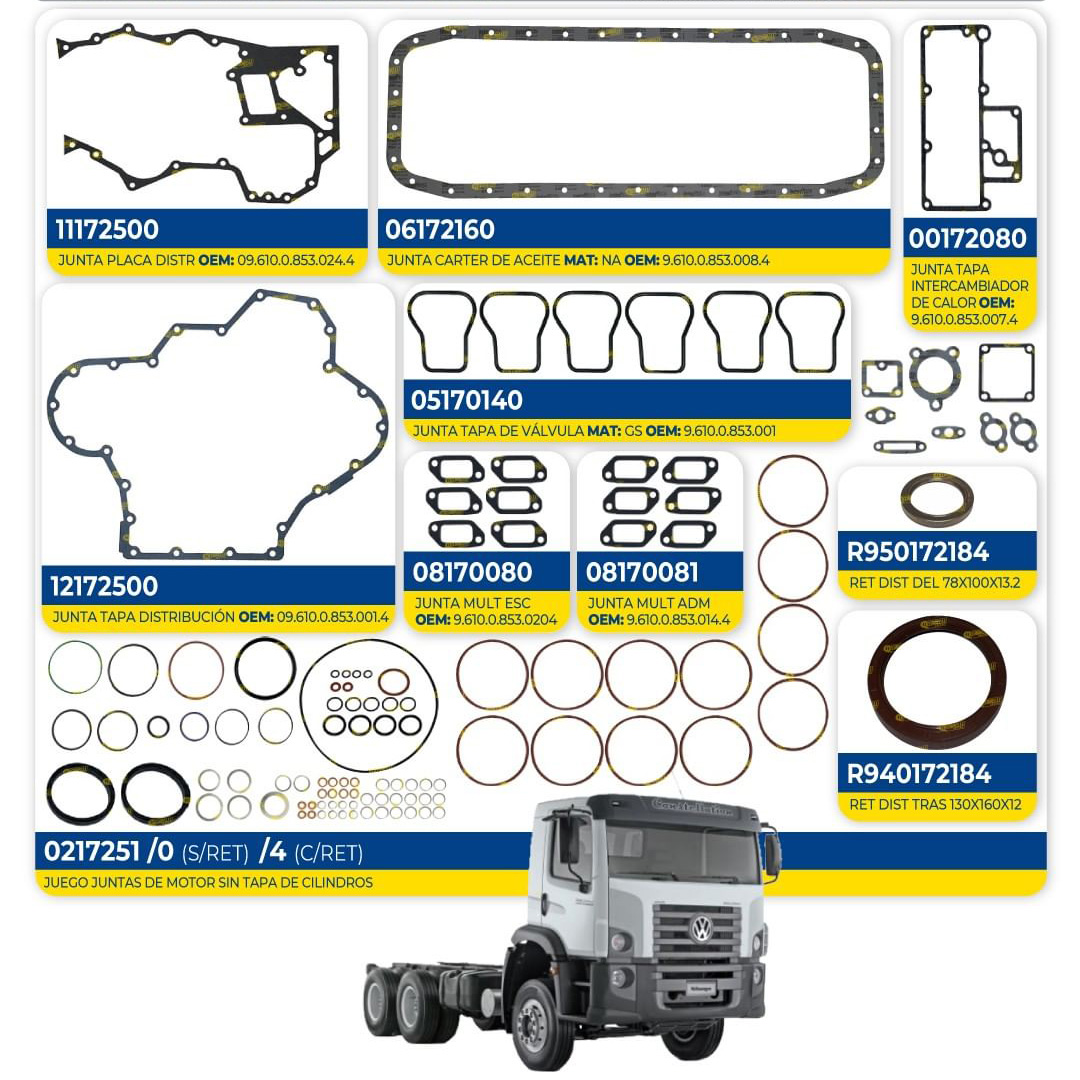 11172500
JUNTA PLACA DISTR OEM: 09.610.0.853.024.4
06172160
JUNTA CARTER DE ACEITE MAT: NA OEM: 9.610.0.853.008.4
00172080
JUNTA TAPA
INTERCAMBIADOR
DE CALOR OEM:
9.610.0.853.007.4
05170140
JUNTA TAPA DE VÁLVULA MAT: GS OEM: 9.610.0.853.001
12172500
JUNTA TAPA DISTRIBUCIÓN OEM: 09.610.0.853.001.4
08170080
JUNTA MULT ESC
OEM: 9.610.0.853.0204
08170081
JUNTA MULT ADM
OEM: 9.610.0.853.014.4
R950172184
RET DIST DEL 78X100X13.2
R940172184
RET DIST TRAS 130X160X12
0217251 /0 (S/RET) /4 (C/RET)
JUEGO JUNTAS DE MOTOR SIN TAPA DE CILINDROS
Constellation
Volkswagen